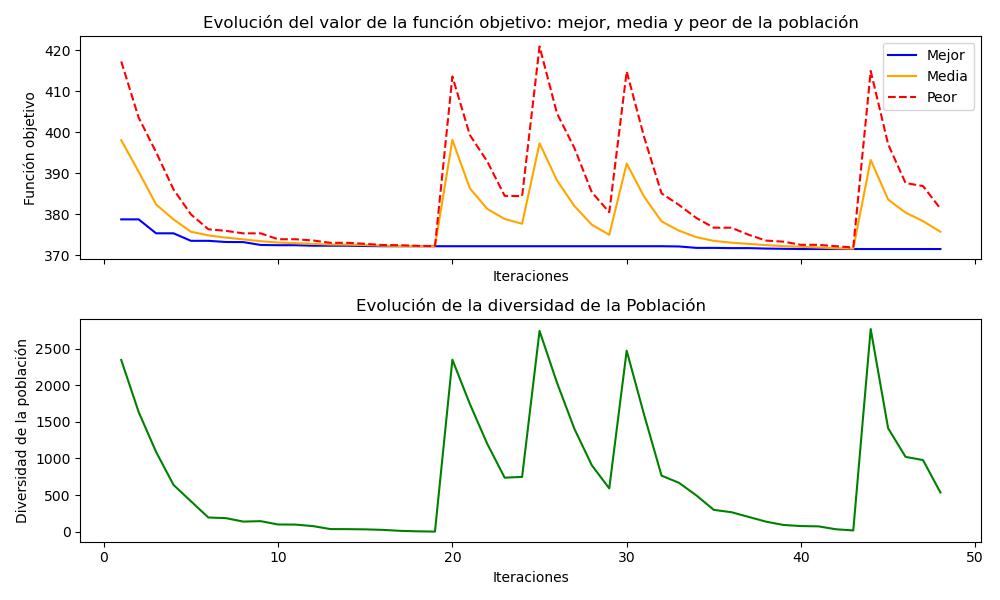 Evolución del valor de la función objetivo: mejor, media y peor de la población
Función objetivo
420
410
400
390
380
370
Mejor
Media
Peor
Iteraciones
Evolución de la diversidad de la Población
Diversidad de la población
2500
2000
1500
1000
500
0
0 10 20 30 40 50
Iteraciones